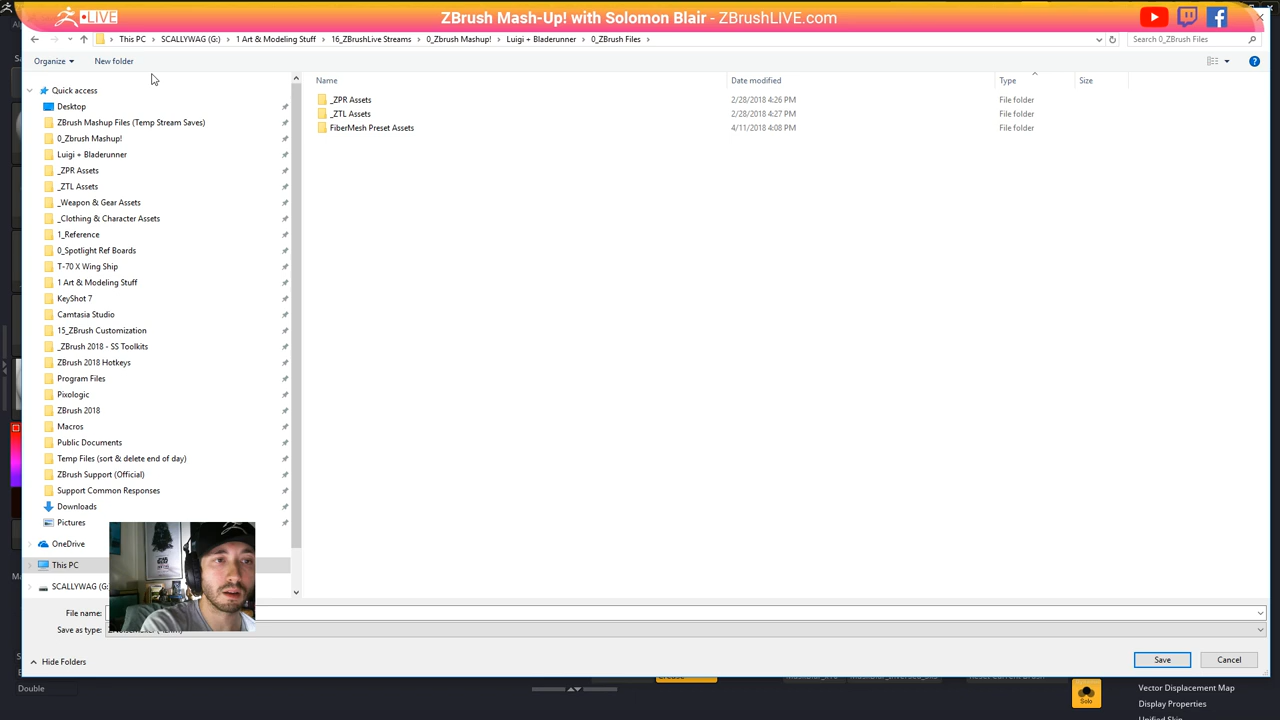 LIVE
ZBrush Mash-Up! with Solomon Blair - ZBrushLIVE.com
This PC > SCALLYWAG (G:) > 1 Art & Modeling Stuff > 16_ZBrushLive Streams > 0_Zbrush Mashup! > Luigi + Bladerunner > 0_ZBrush Files >
Search 0_ZBrush Files
Organize
New folder
Name
Date modified
Type
Size
Quick access
Desktop
ZBrush Mashup Files (Temp Stream Saves)
0_Zbrush Mashup!
Luigi + Bladerunner
_ZPR Assets
_ZTL Assets
_Weapon & Gear Assets
_Clothing & Character Assets
1_Reference
0_Spotlight Ref Boards
T-70 X Wing Ship
1 Art & Modeling Stuff
KeyShot 7
Camtasia Studio
15_ZBrush Customization
_ZBrush 2018 - SS Toolkits
ZBrush 2018 Hotkeys
Program Files
Pixologic
ZBrush 2018
Macros
Public Documents
Temp Files (sort & delete end of day)
ZBrush Support (Official)
Support Common Responses
Downloads
Pictures
OneDrive
This PC
SCALLYWAG (G:
_ZPR Assets 2/28/2018 4:26 PM File folder
_ZTL Assets 2/28/2018 4:27 PM File folder
FiberMesh Preset Assets 4/11/2018 4:08 PM File folder
File name:
Save as type:
Hide Folders
Save
Cancel
Double
Solo
Vector Displacement Map
Display Properties